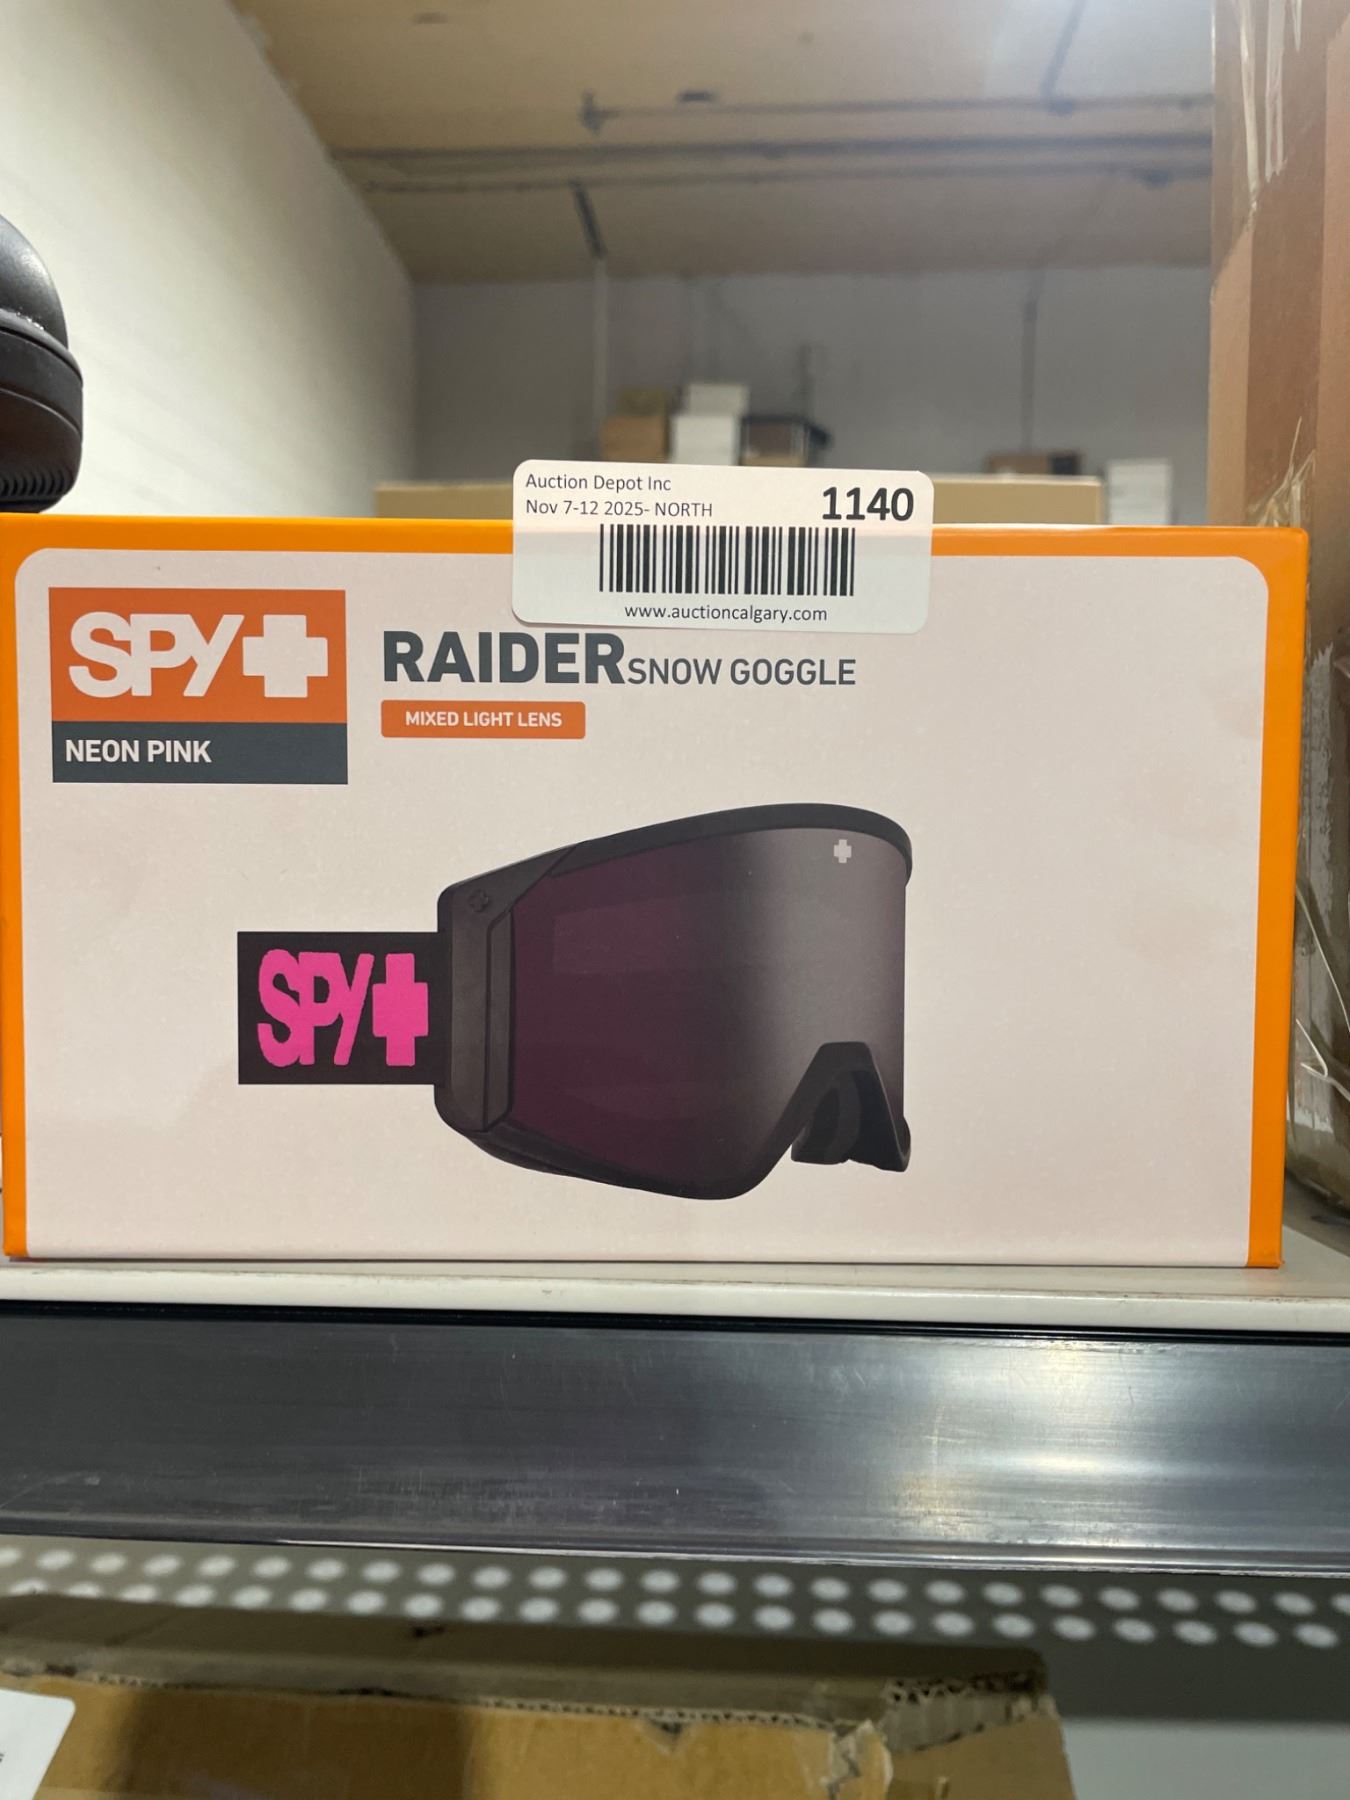 Auction Depot Inc
Nov 7-12 2025- NORTH
1140
www.auctioncalgary.com
SPY+
NEON PINK
RAIDER SNOW GOGGLE
MIXED LIGHT LENS
SPY+